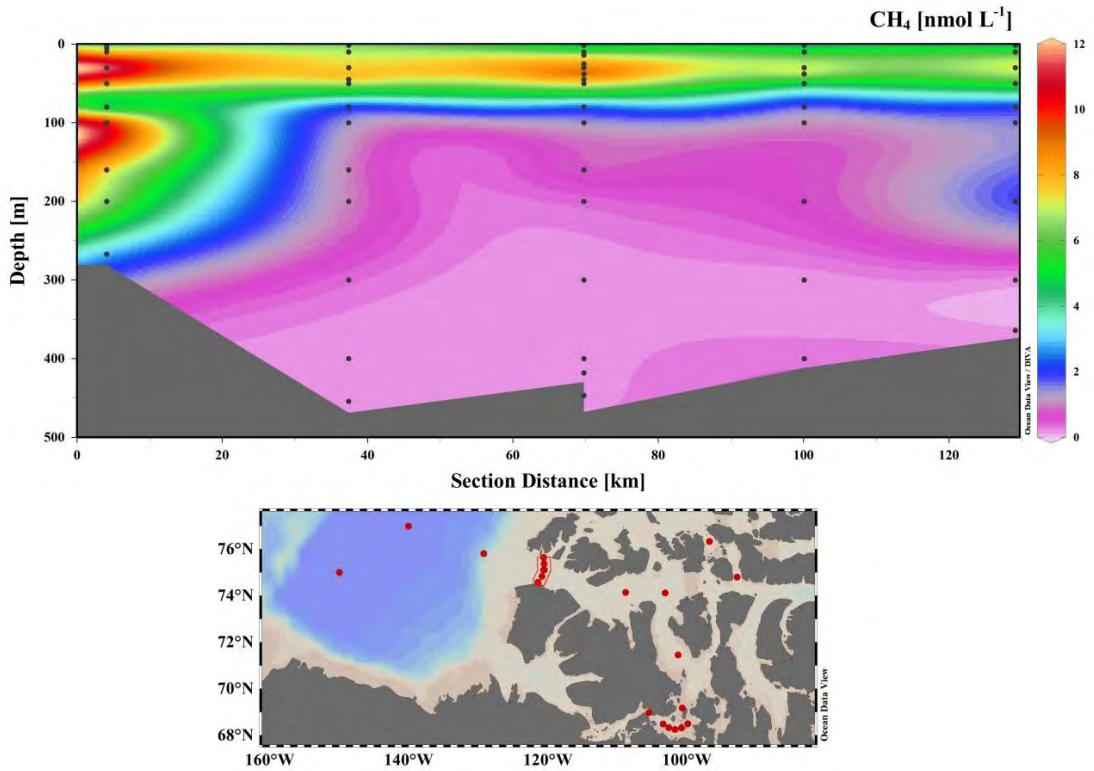 CH₄ [nmol L⁻¹]
0
100
200
300
400
500
Depth [m]
0
20
40
60
80
100
120
Section Distance [km]
12
10
8
6
4
2
0
Ocean Data View / DIVA
76°N
74°N
72°N
70°N
68°N
160°W
140°W
120°W
100°W
Ocean Data View